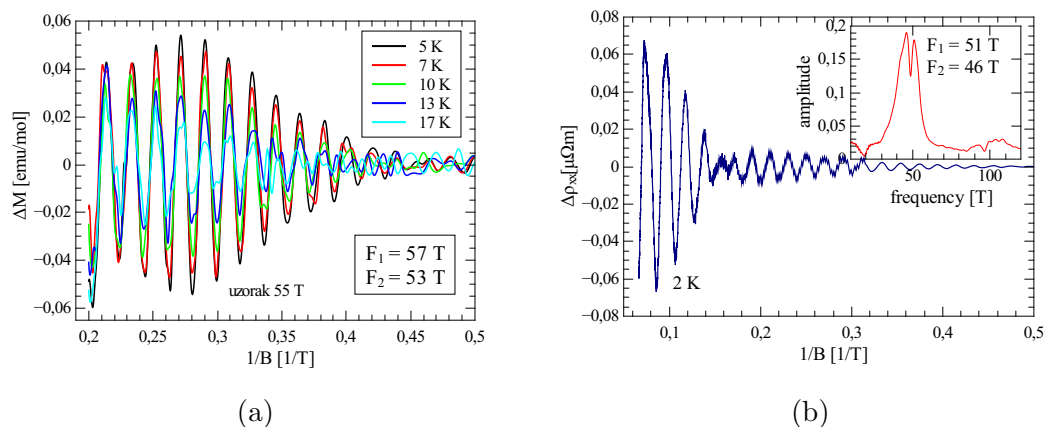 0,06
0,04
0,02
0
−0,02
−0,04
−0,06
ΔM [emu/mol]
5 K
7 K
10 K
13 K
17 K
F1 = 57 T
F2 = 53 T
uzorak 55 T
0,2 0,25 0,3 0,35 0,4 0,45 0,5
1/B [1/T]
(a)
0,08
0,06
0,04
0,02
0
−0,02
−0,04
−0,06
−0,08
Δρxx[μΩm]
2 K
0,1 0,2 0,3 0,4 0,5
1/B [1/T]
0,2
0,15
0,1
0,05
amplitude
F1 = 51 T
F2 = 46 T
50 100
frequency [T]
(b)